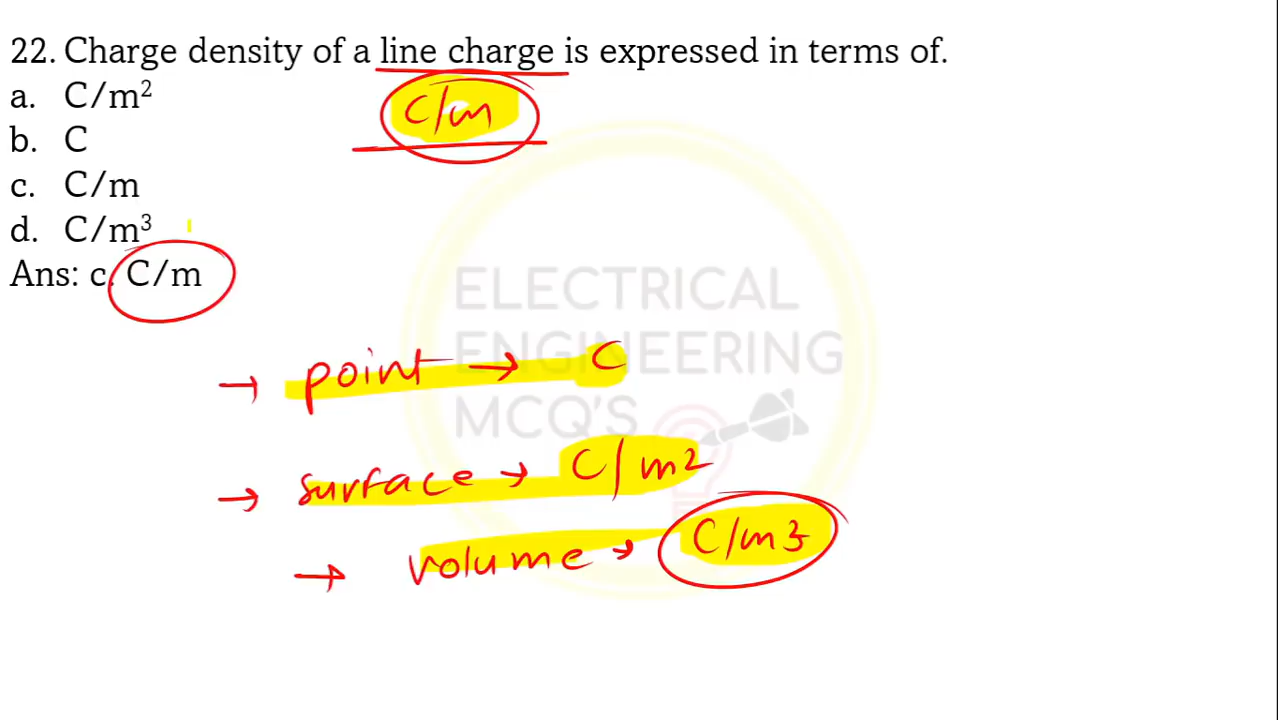 22. Charge density of a line charge is expressed in terms of.
a. C/m²
C/m
b. C
c. C/m
d. C/m³
Ans: c. C/m
ELECTRICAL
ENGINEERING
MCQ'S
→ point → C
→ surface → C/m2
→ volume → C/m3